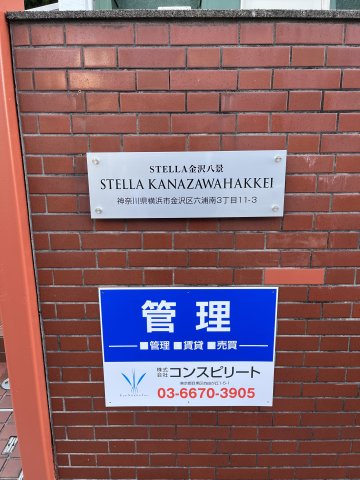 STELLA金沢八景
STELLA KANAZAWAHAKKEI
神奈川県横浜市金沢区六浦南3丁目11-3
管理
■管理 ■賃貸 ■売買
株式会社 コンスピリート
03-6670-3905